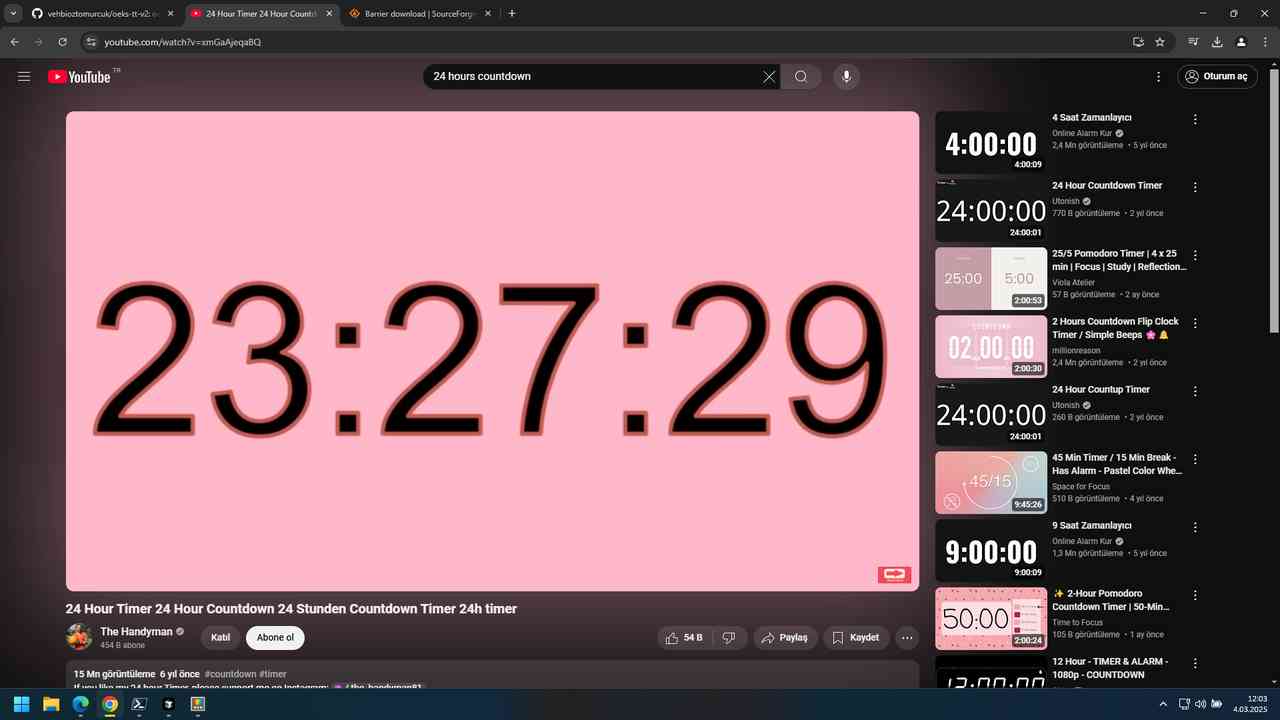 vehbioztomurcuk/oeks-tt-v2:
24 Hour Timer 24 Hour Countd
Barrier download | SourceForg
youtube.com/watch?v=xmGaAjeqaBQ
YouTube TR
24 hours countdown
Oturum aç
23:27:29
24 Hour Timer 24 Hour Countdown 24 Stunden Countdown Timer 24h timer
The Handyman
454 B abone
Katıl
Abone ol
54 B
Paylaş
Kaydet
15 Mn görüntüleme 6 yıl önce #countdown #timer
If you like my 24 hour Timer, please support me on Instagram: / the_handyman81
4:00:00
4:00:09
4 Saat Zamanlayıcı
Online Alarm Kur
2,4 Mn görüntüleme • 5 yıl önce
24:00:00
24:00:01
24 Hour Countdown Timer
Utonish
770 B görüntüleme • 2 yıl önce
25:00
5:00
2:00:53
25/5 Pomodoro Timer | 4 x 25
min | Focus | Study | Reflection...
Viola Atelier
57 B görüntüleme • 2 ay önce
COUNTDOWN
02:00:00
2:00:30
2 Hours Countdown Flip Clock
Timer / Simple Beeps 🌸 🔔
millionreason
2,4 Mn görüntüleme • 2 yıl önce
24:00:00
24:00:01
24 Hour Countup Timer
Utonish
260 B görüntüleme • 2 yıl önce
45/15
9:45:26
45 Min Timer / 15 Min Break -
Has Alarm - Pastel Color Whe...
Space for Focus
510 B görüntüleme • 4 yıl önce
9:00:00
9:00:09
9 Saat Zamanlayıcı
Online Alarm Kur
1,3 Mn görüntüleme • 5 yıl önce
50:00
2:00:24
✨ 2-Hour Pomodoro
Countdown Timer | 50-Min...
Time to Focus
105 B görüntüleme • 1 ay önce
12:00:00
12 Hour - TIMER & ALARM -
1080p - COUNTDOWN
12:03
4.03.2025